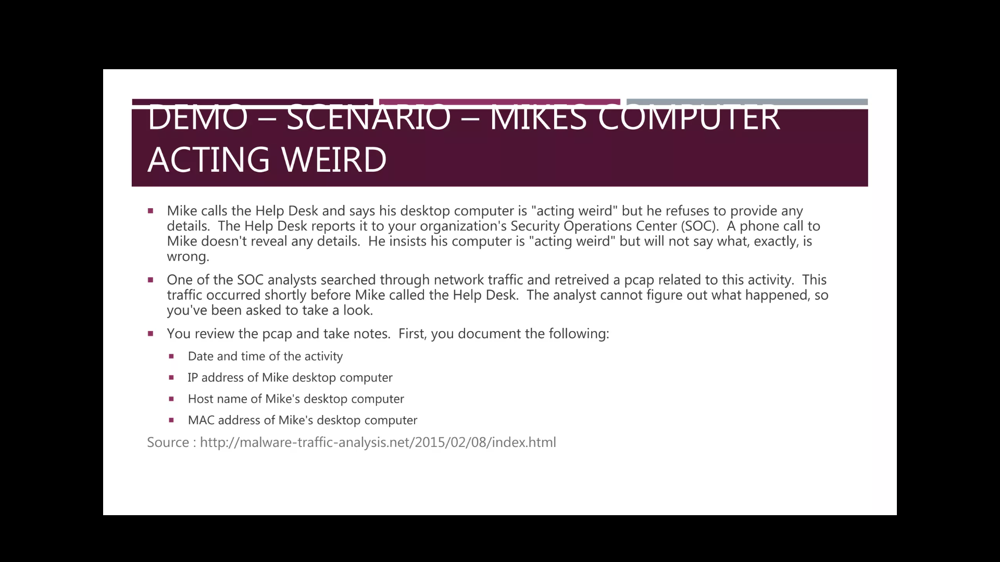 DEMO – SCENARIO – MIKES COMPUTER
ACTING WEIRD
Mike calls the Help Desk and says his desktop computer is "acting weird" but he refuses to provide any
details.  The Help Desk reports it to your organization's Security Operations Center (SOC).  A phone call to
Mike doesn't reveal any details.  He insists his computer is "acting weird" but will not say what, exactly, is
wrong.
One of the SOC analysts searched through network traffic and retreived a pcap related to this activity.  This
traffic occurred shortly before Mike called the Help Desk.  The analyst cannot figure out what happened, so
you've been asked to take a look.
You review the pcap and take notes.  First, you document the following:
Date and time of the activity
IP address of Mike desktop computer
Host name of Mike's desktop computer
MAC address of Mike's desktop computer
Source : http://malware-traffic-analysis.net/2015/02/08/index.html